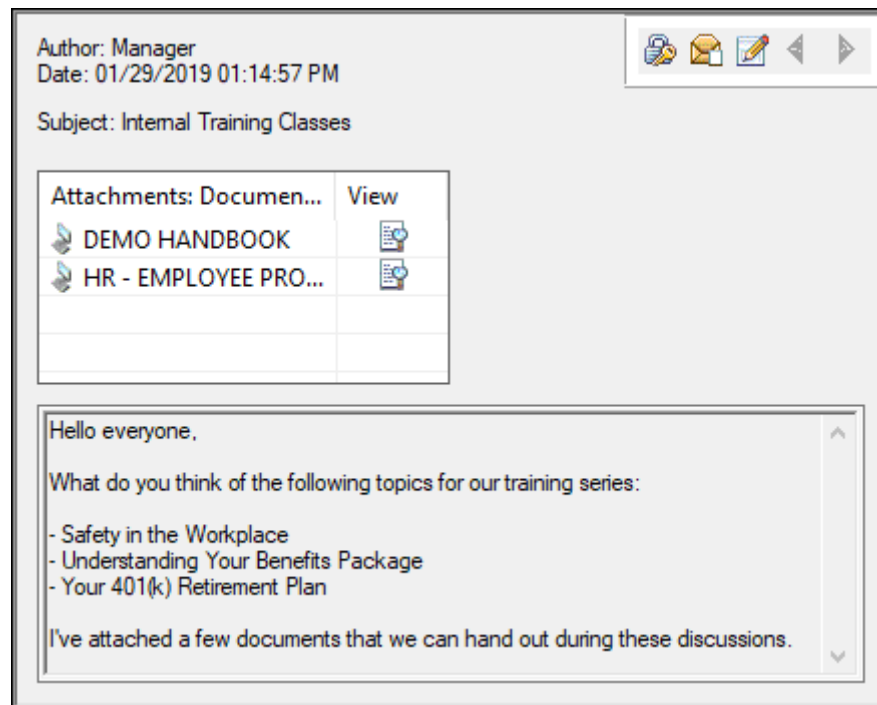 Author: Manager
Date: 01/29/2019 01:14:57 PM
Subject: Internal Training Classes
Attachments: Documen... View
DEMO HANDBOOK
HR - EMPLOYEE PRO...
Hello everyone,
What do you think of the following topics for our training series:
- Safety in the Workplace
- Understanding Your Benefits Package
- Your 401(k) Retirement Plan
I've attached a few documents that we can hand out during these discussions.